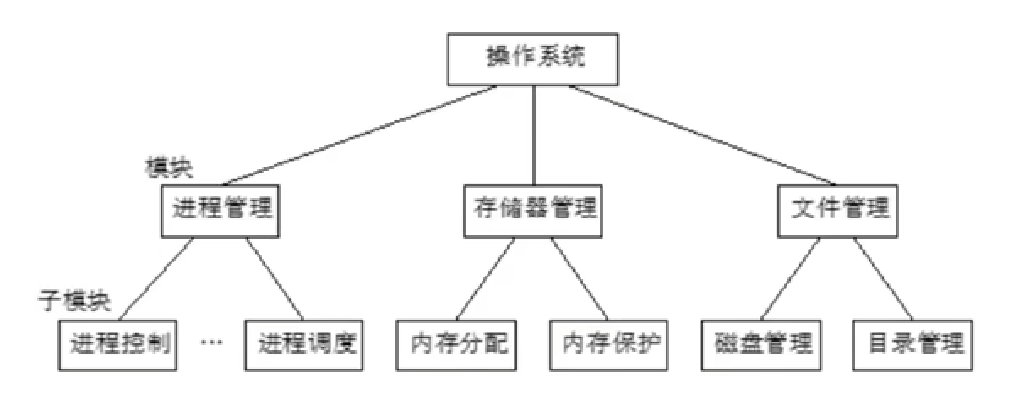 操作系统
模块
进程管理
存储器管理
文件管理
子模块
进程控制
…
进程调度
内存分配
内存保护
磁盘管理
目录管理